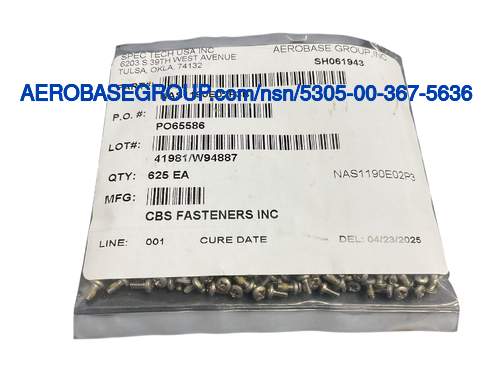 SPEC TECH USA INC
6203 S 39TH WEST AVENUE
TULSA, OKLA. 74132
AEROBASE GROUP, INC
SH061943
AEROBASEGROUP.com/nsn/5305-00-367-5636
P.O. #:
PO65586
LOT#:
41981/W94887
QTY: 625 EA
NAS1190E02P3
MFG:
CBS FASTENERS INC
LINE: 001 CURE DATE DEL: 04/23/2025